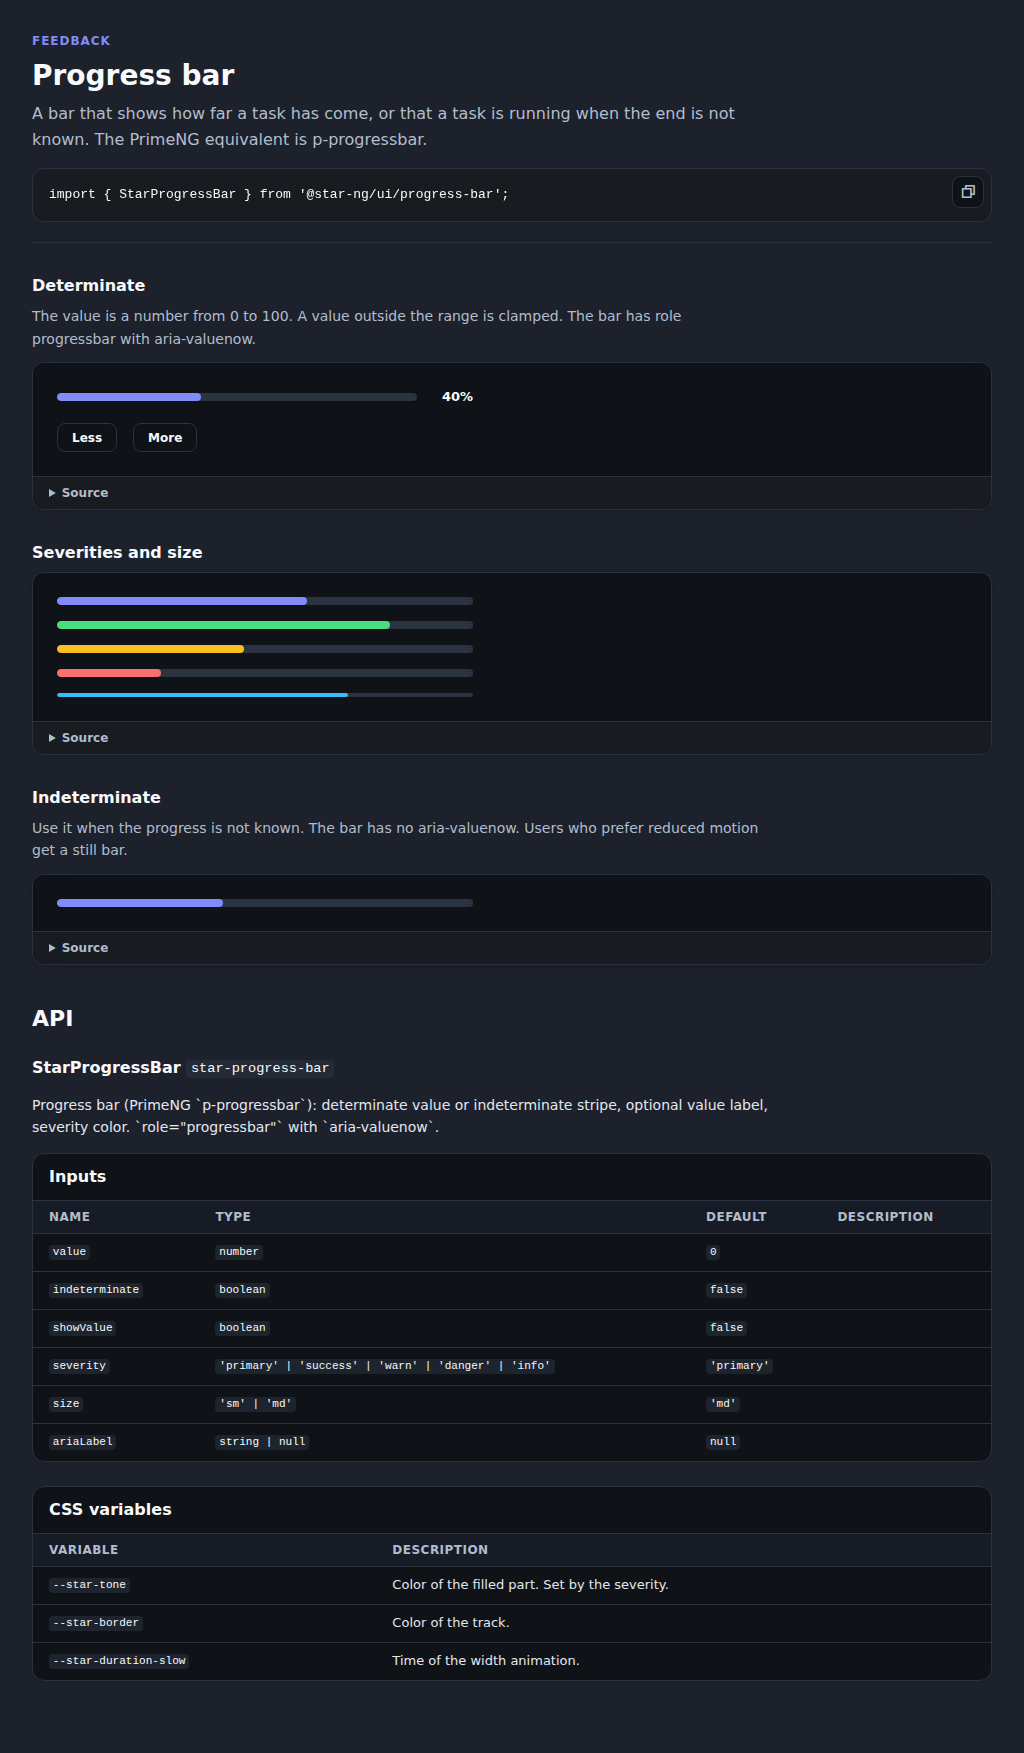 FEEDBACK
Progress bar
A bar that shows how far a task has come, or that a task is running when the end is not
known. The PrimeNG equivalent is p-progressbar.
import { StarProgressBar } from '@star-ng/ui/progress-bar';
Determinate
The value is a number from 0 to 100. A value outside the range is clamped. The bar has role
progressbar with aria-valuenow.
40%
Less More
Source
Severities and size
Source
Indeterminate
Use it when the progress is not known. The bar has no aria-valuenow. Users who prefer reduced motion
get a still bar.
Source
API
StarProgressBar star-progress-bar
Progress bar (PrimeNG `p-progressbar`): determinate value or indeterminate stripe, optional value label,
severity color. `role="progressbar"` with `aria-valuenow`.
Inputs
NAME TYPE DEFAULT DESCRIPTION
value number 0
indeterminate boolean false
showValue boolean false
severity 'primary' | 'success' | 'warn' | 'danger' | 'info' 'primary'
size 'sm' | 'md' 'md'
ariaLabel string | null null
CSS variables
VARIABLE DESCRIPTION
--star-tone Color of the filled part. Set by the severity.
--star-border Color of the track.
--star-duration-slow Time of the width animation.